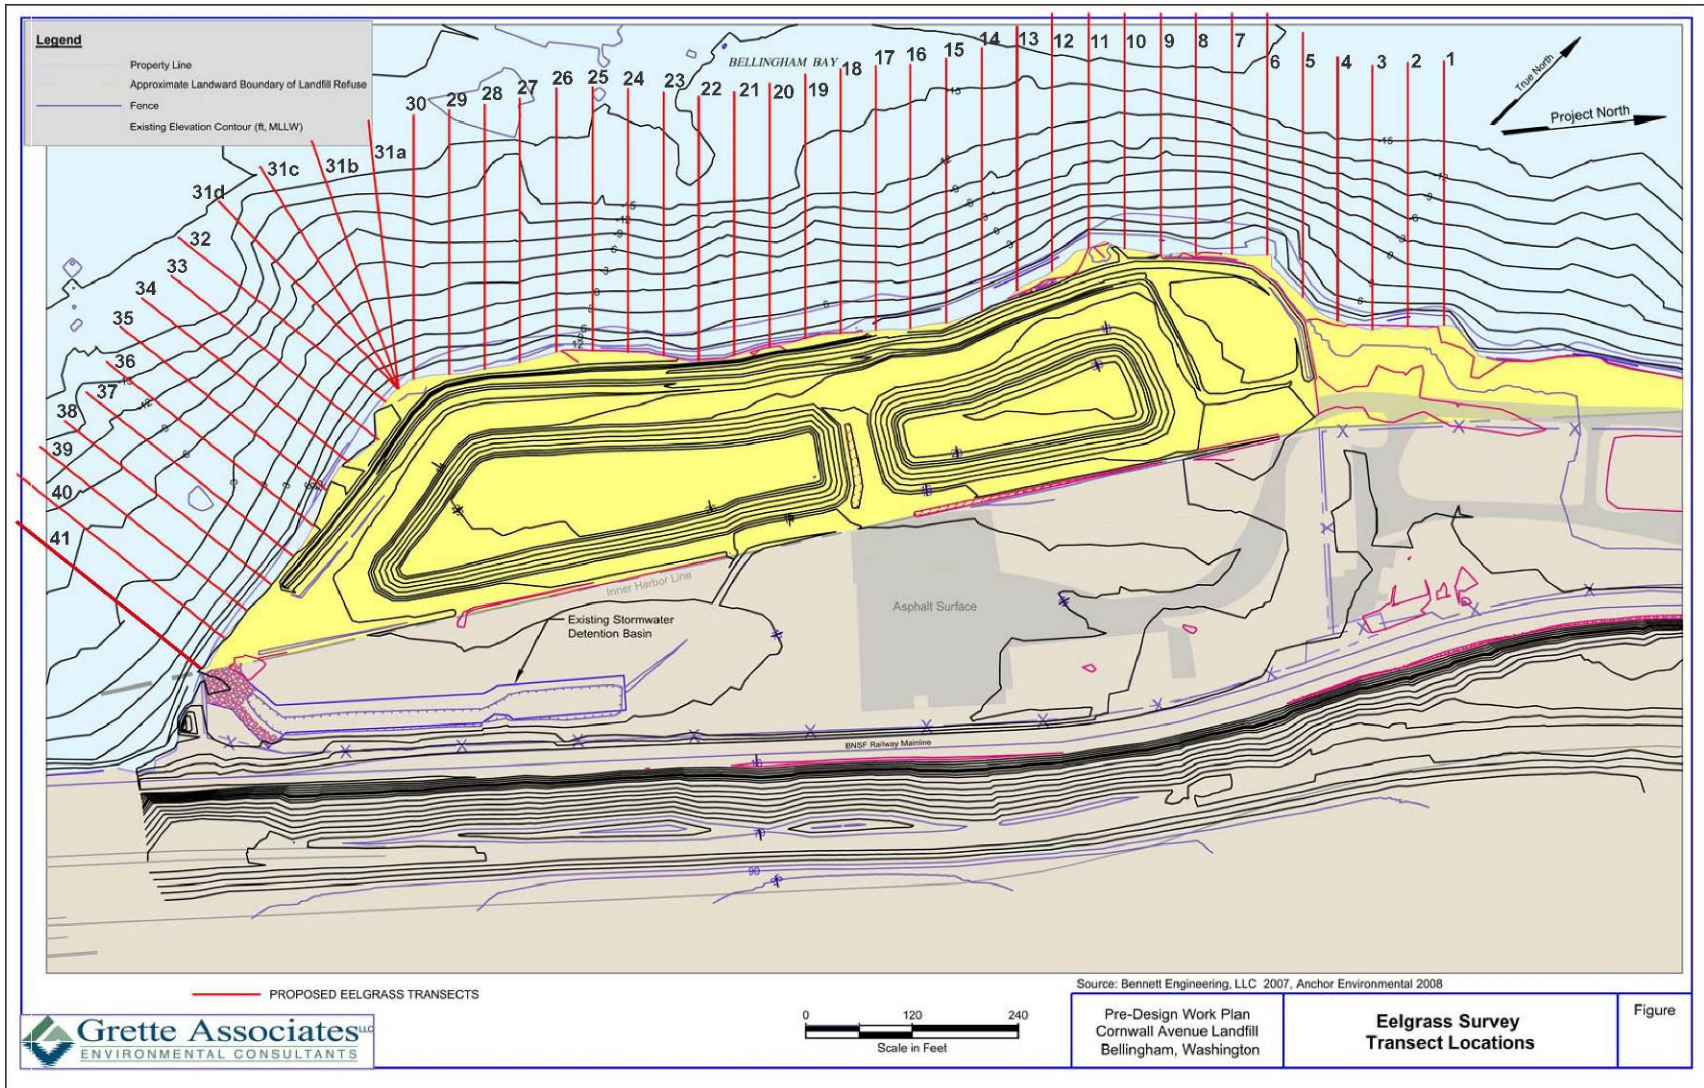 Legend
Property Line
Approximate Landward Boundary of Landfill Refuse
Fence
Existing Elevation Contour (ft, MLLW)
BELLINGHAM BAY
True North
Project North
1
2
3
4
5
6
7
8
9
10
11
12
13
14
15
16
17
18
19
20
21
22
23
24
25
26
27
28
29
30
31a
31b
31c
31d
32
33
34
35
36
37
38
39
40
41
Inner Harbor Line
Asphalt Surface
Existing Stormwater
Detention Basin
BNSF Railway Mainline
90
PROPOSED EELGRASS TRANSECTS
Source: Bennett Engineering, LLC 2007, Anchor Environmental 2008
Grette Associates LLC
ENVIRONMENTAL CONSULTANTS
0 120 240
Scale in Feet
Pre-Design Work Plan
Cornwall Avenue Landfill
Bellingham, Washington
Eelgrass Survey
Transect Locations
Figure